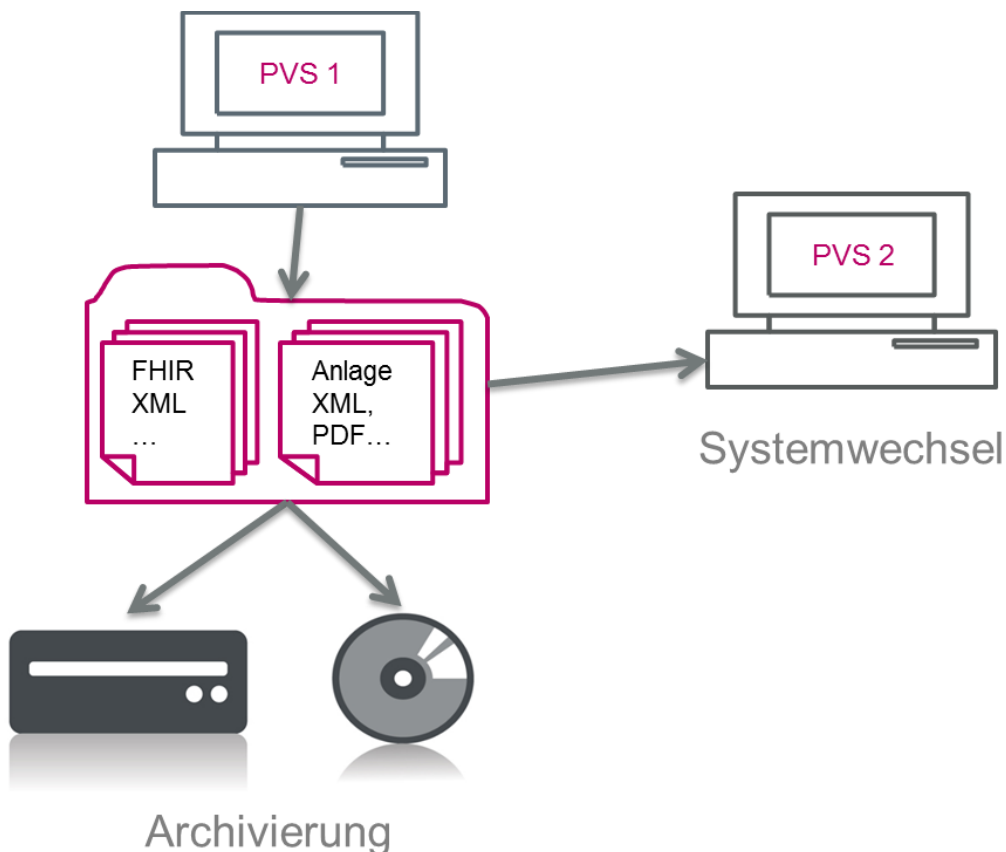 PVS 1
PVS 2
FHIR
XML
…
Anlage
XML,
PDF…
Systemwechsel
Archivierung